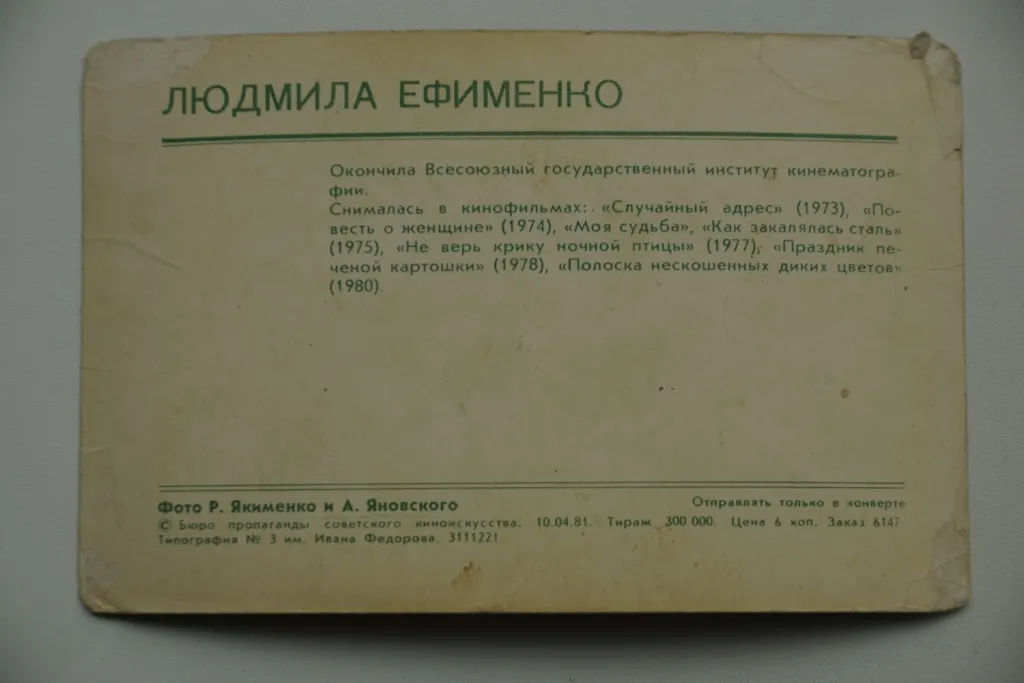 ЛЮДМИЛА ЕФИМЕНКО
Окончила Всесоюзный государственный институт кинематогра-
фии.
Снималась в кинофильмах: «Случайный адрес» (1973), «По-
весть о женщине» (1974), «Моя судьба», «Как закалялась сталь»
(1975), «Не верь крику ночной птицы» (1977), «Праздник пе-
ченой картошки» (1978), «Полоска нескошенных диких цветов»
(1980).
Фото Р. Якименко и А. Яновского
Отправлять только в конверте
© Бюро пропаганды советского киноискусства. 10.04.81. Тираж 300 000. Цена 6 коп. Заказ 6147
Типография № 3 им. Ивана Федорова. 3111221